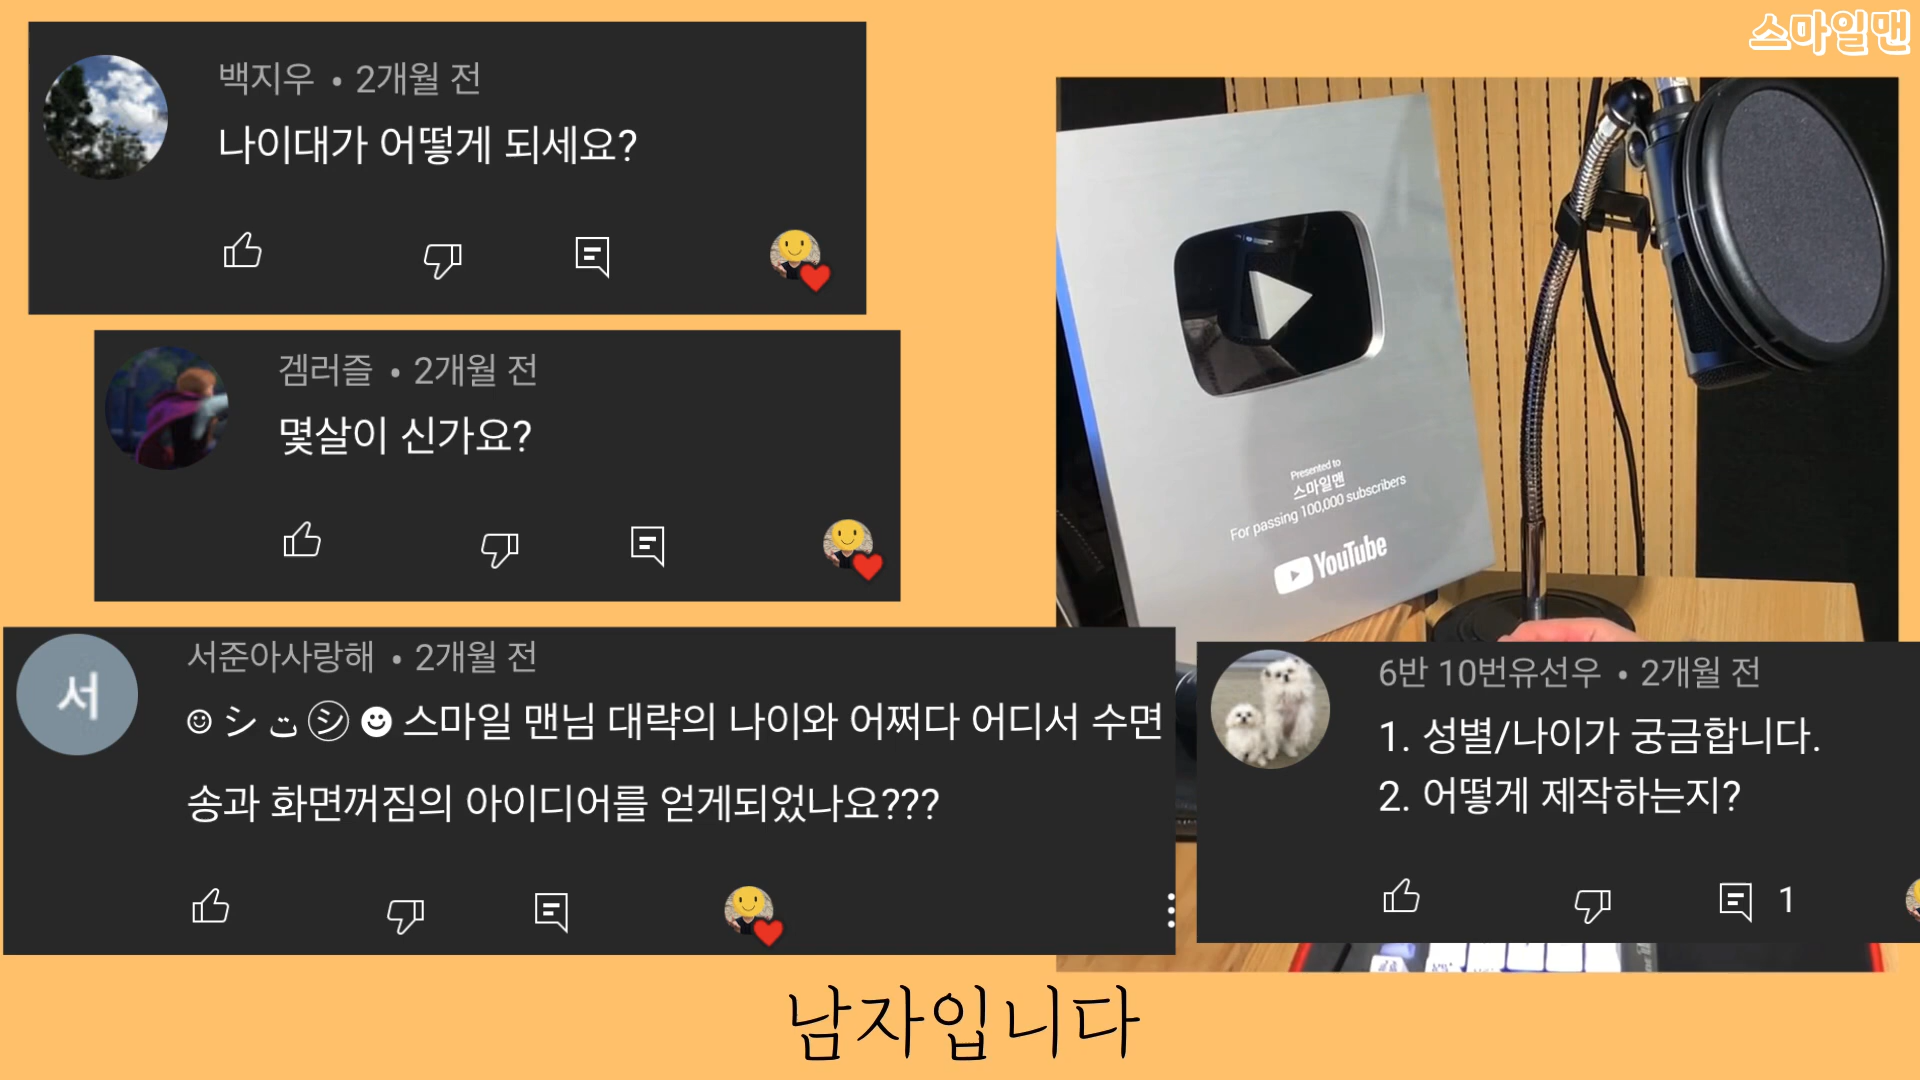 스마일맨
백지우 • 2개월 전
나이대가 어떻게 되세요?
겜러즐 • 2개월 전
몇살이 신가요?
Presented to
스마일맨
For passing 100,000 subscribers
YouTube
서
서준아사랑해 • 2개월 전
☺ シ ت ㋛ ☻ 스마일 맨님 대략의 나이와 어쩌다 어디서 수면
송과 화면꺼짐의 아이디어를 얻게되었나요???
6반 10번유선우 • 2개월 전
1. 성별/나이가 궁금합니다.
2. 어떻게 제작하는지?
1
남자입니다